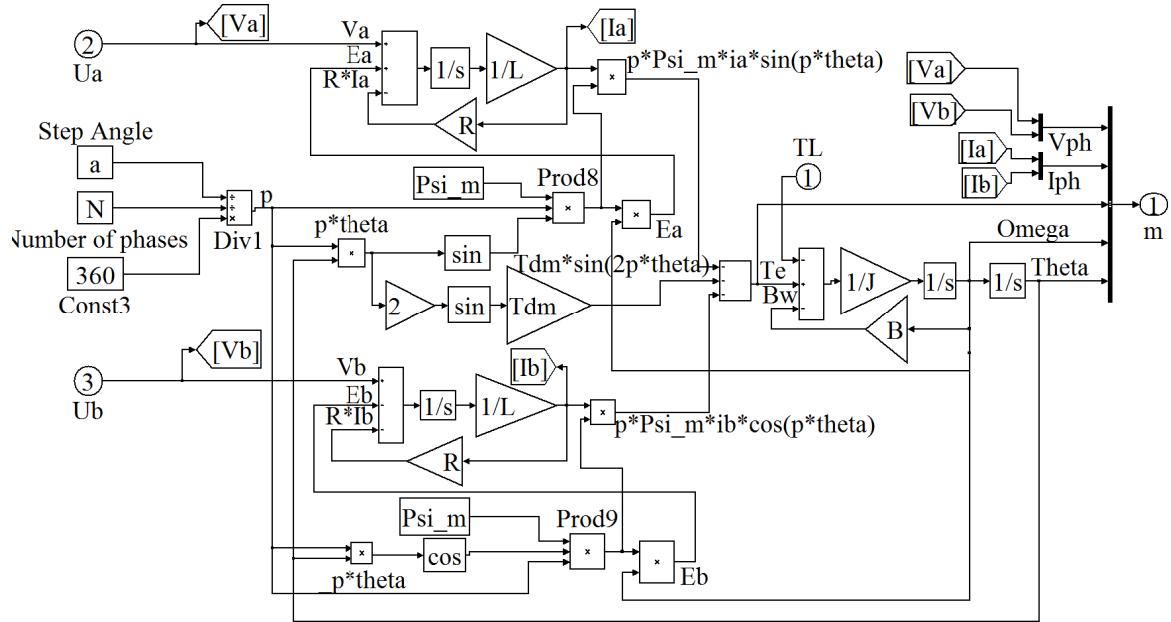 [Va]
2
Ua
Va
Ea
R*Ia
+
+
-
1/s
1/L
R
[Ia]
×
p*Psi_m*ia*sin(p*theta)
[Va]
[Vb]
Vph
[Ia]
[Ib]
Iph
Step Angle
a
N
Number of phases
360
Const3
÷
÷
×
Div1
p
Psi_m
Prod8
×
×
Ea
TL
1
p*theta
×
sin
2
sin
Tdm
Tdm*sin(2p*theta)
-
-
-
Te
Bw
-
+
-
1/J
1/s
Omega
1/s
Theta
B
1
m
[Vb]
3
Ub
Vb
Eb
R*Ib
+
-
-
1/s
1/L
R
[Ib]
×
p*Psi_m*ib*cos(p*theta)
Psi_m
Prod9
×
cos
_p*theta
×
×
Eb